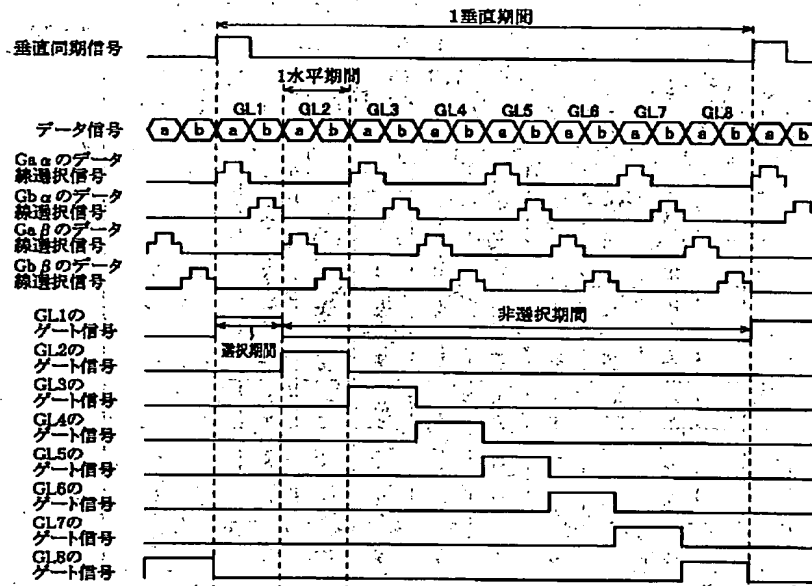 1垂直期間
垂直同期信号
1水平期間
GL1 GL2 GL3 GL4 GL5 GL6 GL7 GL8
データ信号 a b a b a b a b a b a b a b a b a b a b
Gaαのデータ
線選択信号
Gbαのデータ
線選択信号
Gaβのデータ
線選択信号
Gbβのデータ
線選択信号
GL1の
ゲート信号
選択期間
非選択期間
GL2の
ゲート信号
GL3の
ゲート信号
GL4の
ゲート信号
GL5の
ゲート信号
GL6の
ゲート信号
GL7の
ゲート信号
GL8の
ゲート信号